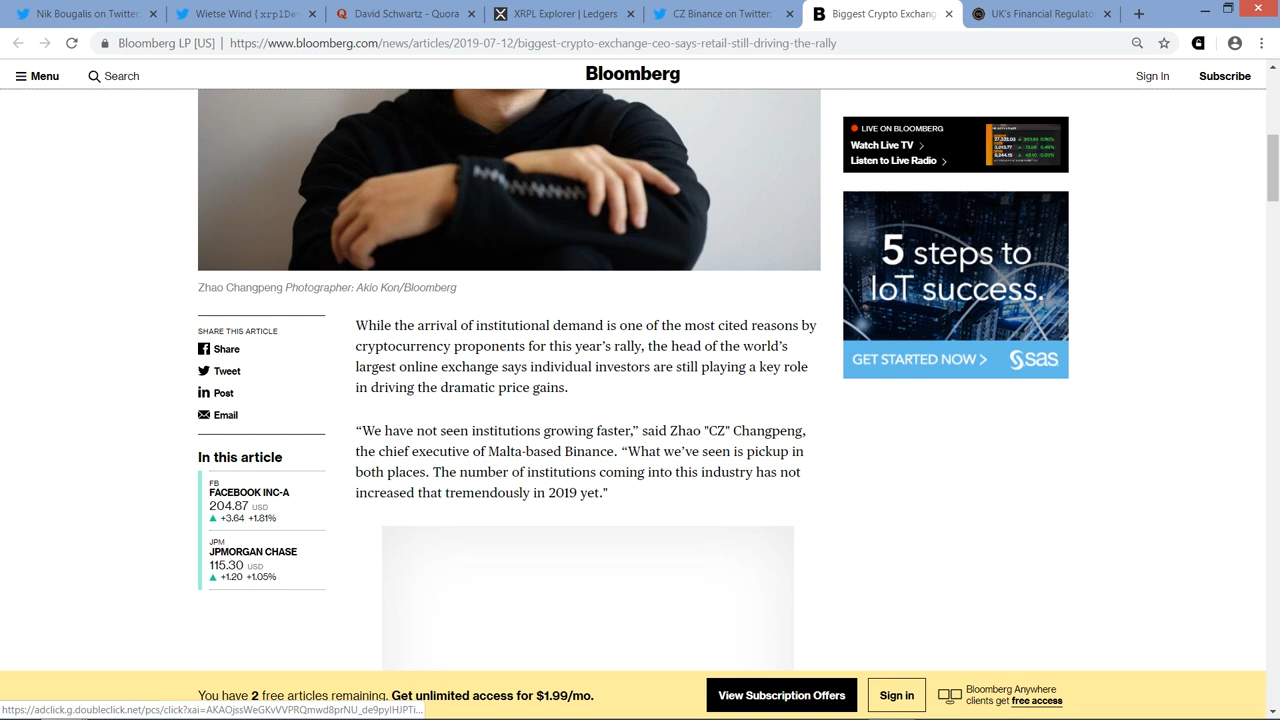 Nik Bougalis on Twitter:
Wietse Wind ( xrp1Dev
David Schwartz - Quora
XRPL Explorer | Ledgers
CZ Binance on Twitter:
Biggest Crypto Exchang
UK's Financial Regulato
Bloomberg LP [US] | https://www.bloomberg.com/news/articles/2019-07-12/biggest-crypto-exchange-ceo-says-retail-still-driving-the-rally
Menu
Search
Bloomberg
Sign In
Subscribe
LIVE ON BLOOMBERG
Watch Live TV
Listen to Live Radio
5 steps to
IoT success.
GET STARTED NOW >
sas
Zhao Changpeng Photographer: Akio Kon/Bloomberg
SHARE THIS ARTICLE
Share
Tweet
Post
Email
In this article
FB
FACEBOOK INC-A
204.87 USD
▲ +3.64 +1.81%
JPM
JPMORGAN CHASE
115.30 USD
▲ +1.20 +1.05%
While the arrival of institutional demand is one of the most cited reasons by
cryptocurrency proponents for this year’s rally, the head of the world’s
largest online exchange says individual investors are still playing a key role
in driving the dramatic price gains.
“We have not seen institutions growing faster,” said Zhao "CZ" Changpeng,
the chief executive of Malta-based Binance. “What we’ve seen is pickup in
both places. The number of institutions coming into this industry has not
increased that tremendously in 2019 yet."
You have 2 free articles remaining. Get unlimited access for $1.99/mo.
View Subscription Offers
Sign in
Bloomberg Anywhere
clients get free access